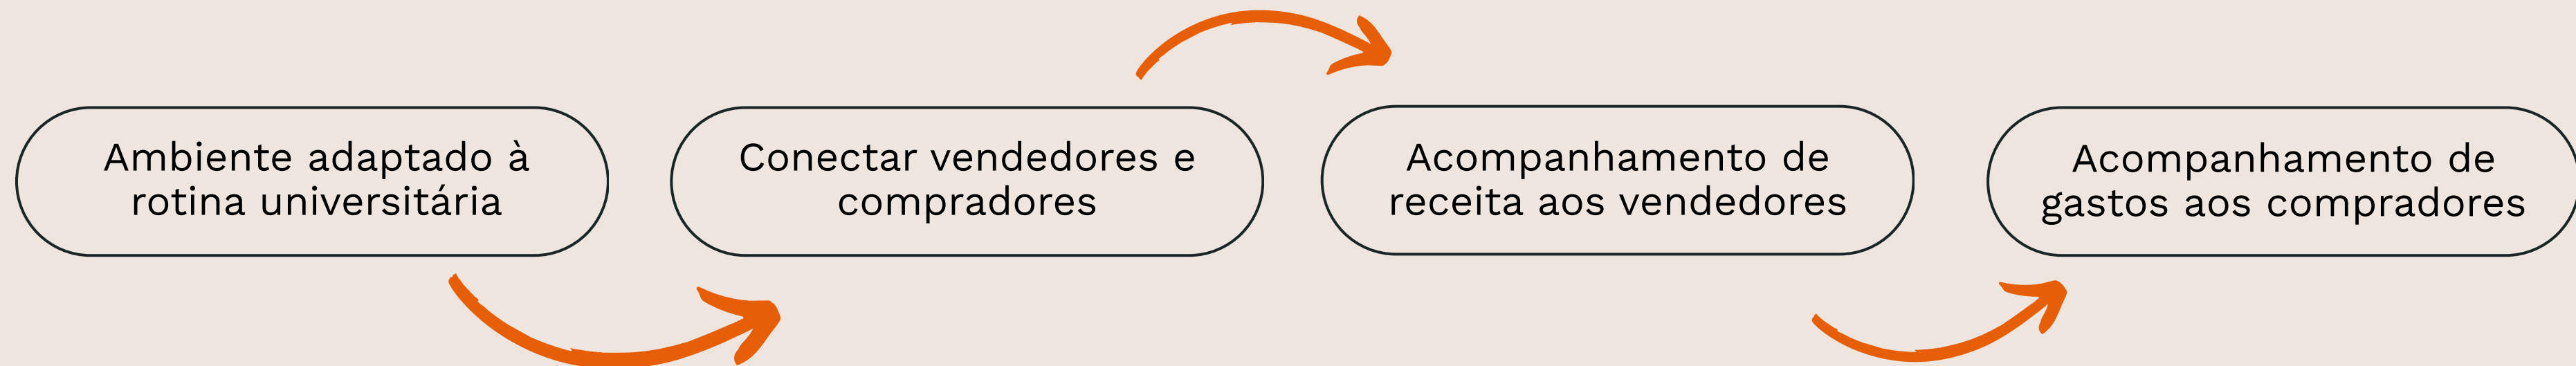 Ambiente adaptado à
rotina universitária
Conectar vendedores e
compradores
Acompanhamento de
receita aos vendedores
Acompanhamento de
gastos aos compradores